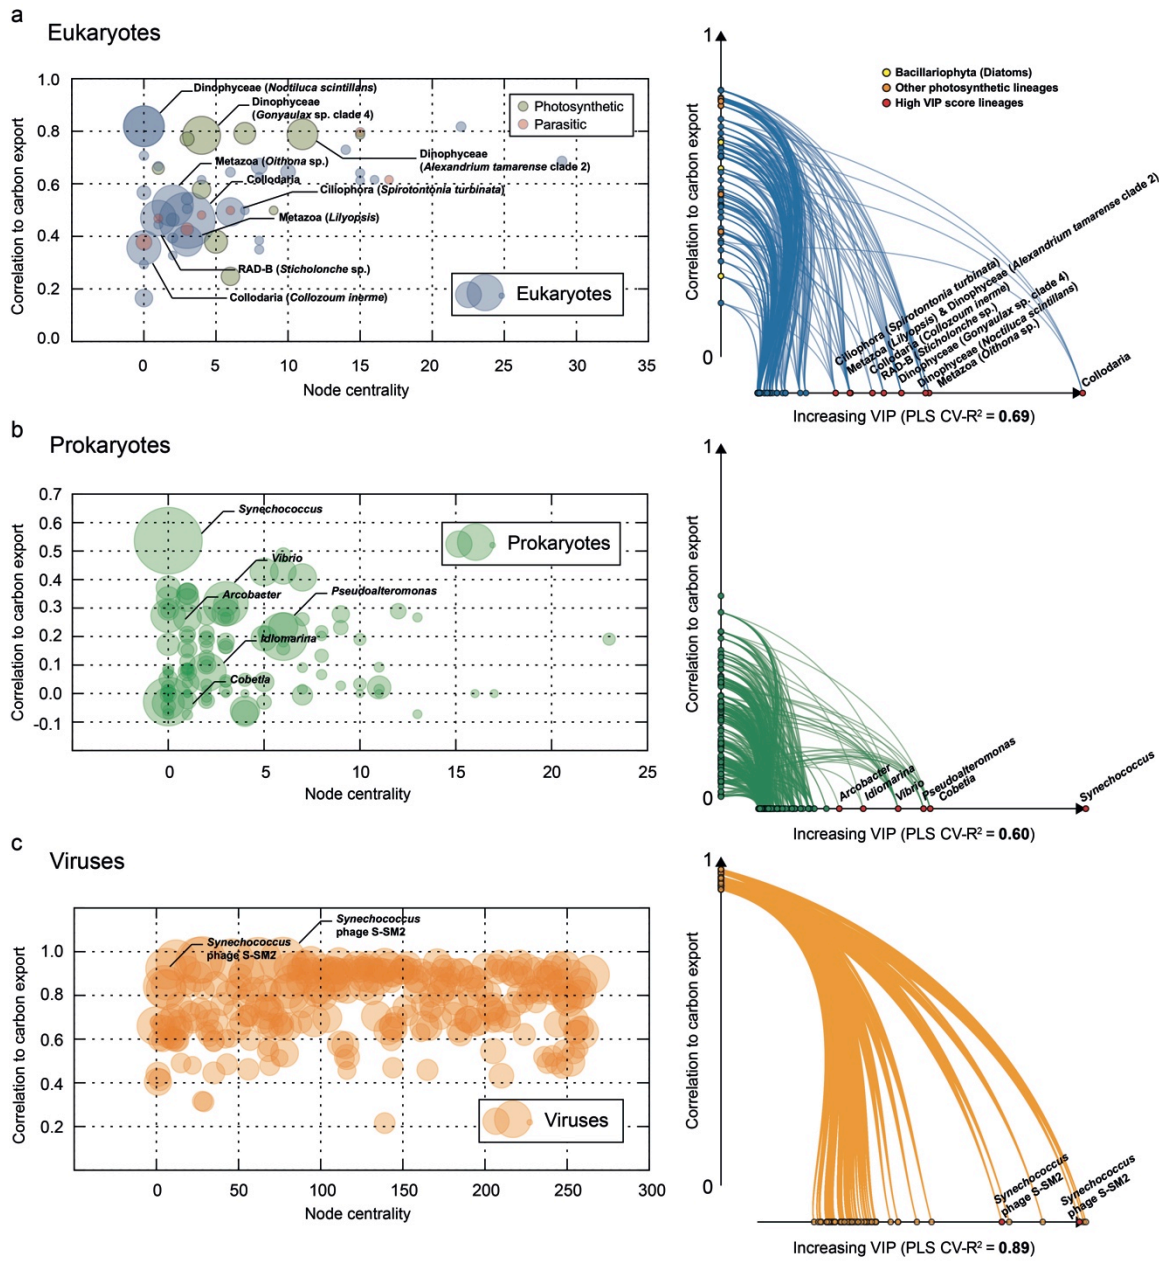 a
Eukaryotes
1.0
0.8
0.6
0.4
0.2
0.0
Correlation to carbon export
Dinophyceae (Noctiluca scintillans)
Dinophyceae
(Gonyaulax sp. clade 4)
Photosynthetic
Parasitic
Dinophyceae
(Alexandrium tamarense clade 2)
Metazoa (Oithona sp.)
Collodaria
Ciliophora (Spirotontonia turbinata)
Metazoa (Lilyopsis)
RAD-B (Sticholonche sp.)
Collodaria (Collozoum inerme)
Eukaryotes
0 5 10 15 20 25 30 35
Node centrality
1
Correlation to carbon export
0
Bacillariophyta (Diatoms)
Other photosynthetic lineages
High VIP score lineages
Ciliophora (Spirotontonia turbinata)
Metazoa (Lilyopsis) & Dinophyceae (Alexandrium tamarense clade 2)
Collodaria (Collozoum inerme)
RAD-B (Sticholonche sp.)
Dinophyceae (Gonyaulax sp. clade 4)
Dinophyceae (Noctiluca scintillans)
Metazoa (Oithona sp.)
Collodaria
Increasing VIP (PLS CV-R² = 0.69)
b
Prokaryotes
0.7
0.6
0.5
0.4
0.3
0.2
0.1
0.0
-0.1
Correlation to carbon export
Synechococcus
Prokaryotes
Vibrio
Arcobacter
Pseudoalteromonas
Idiomarina
Cobetia
0 5 10 15 20 25
Node centrality
1
Correlation to carbon export
0
Arcobacter
Idiomarina
Vibrio
Pseudoalteromonas
Cobetia
Synechococcus
Increasing VIP (PLS CV-R² = 0.60)
c
Viruses
1.0
0.8
0.6
0.4
0.2
Correlation to carbon export
Synechococcus
phage S-SM2
Synechococcus
phage S-SM2
Viruses
0 50 100 150 200 250 300
Node centrality
1
Correlation to carbon export
0
Synechococcus
phage S-SM2
Synechococcus
phage S-SM2
Increasing VIP (PLS CV-R² = 0.89)